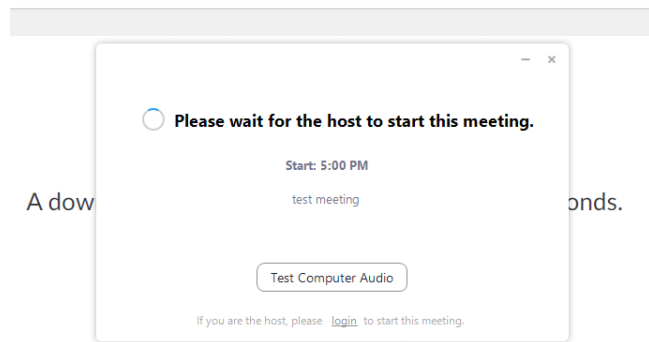 Please wait for the host to start this meeting.
Start: 5:00 PM
test meeting
A dow onds.
Test Computer Audio
If you are the host, please login to start this meeting.